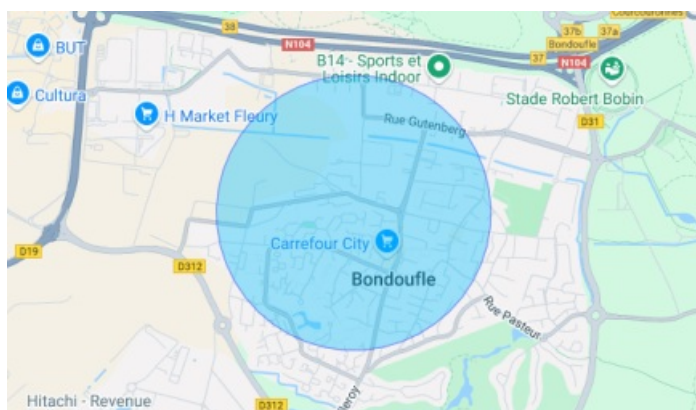 Courcouronnes
38
37b
37a
BUT
N104
37
Bondoufle
N104
B14 - Sports et
Loisirs Indoor
Cultura
Stade Robert Bobin
H Market Fleury
Rue Gutenberg
D31
Carrefour City
D19
D312
Bondoufle
Rue Pasteur
Hitachi - Revenue
D312